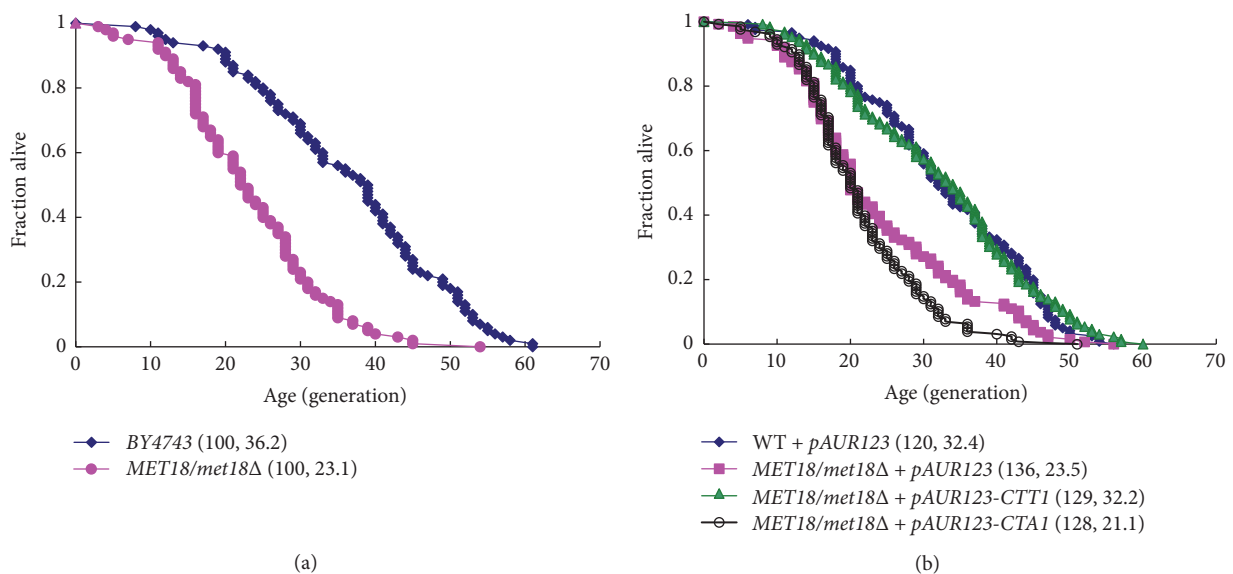 1
0.8
0.6
0.4
0.2
0
Fraction alive
0 10 20 30 40 50 60 70
Age (generation)
BY4743 (100, 36.2)
MET18/met18Δ (100, 23.1)
(a)
1
0.8
0.6
0.4
0.2
0
Fraction alive
0 10 20 30 40 50 60 70
Age (generation)
WT + pAUR123 (120, 32.4)
MET18/met18Δ + pAUR123 (136, 23.5)
MET18/met18Δ + pAUR123-CTT1 (129, 32.2)
MET18/met18Δ + pAUR123-CTA1 (128, 21.1)
(b)